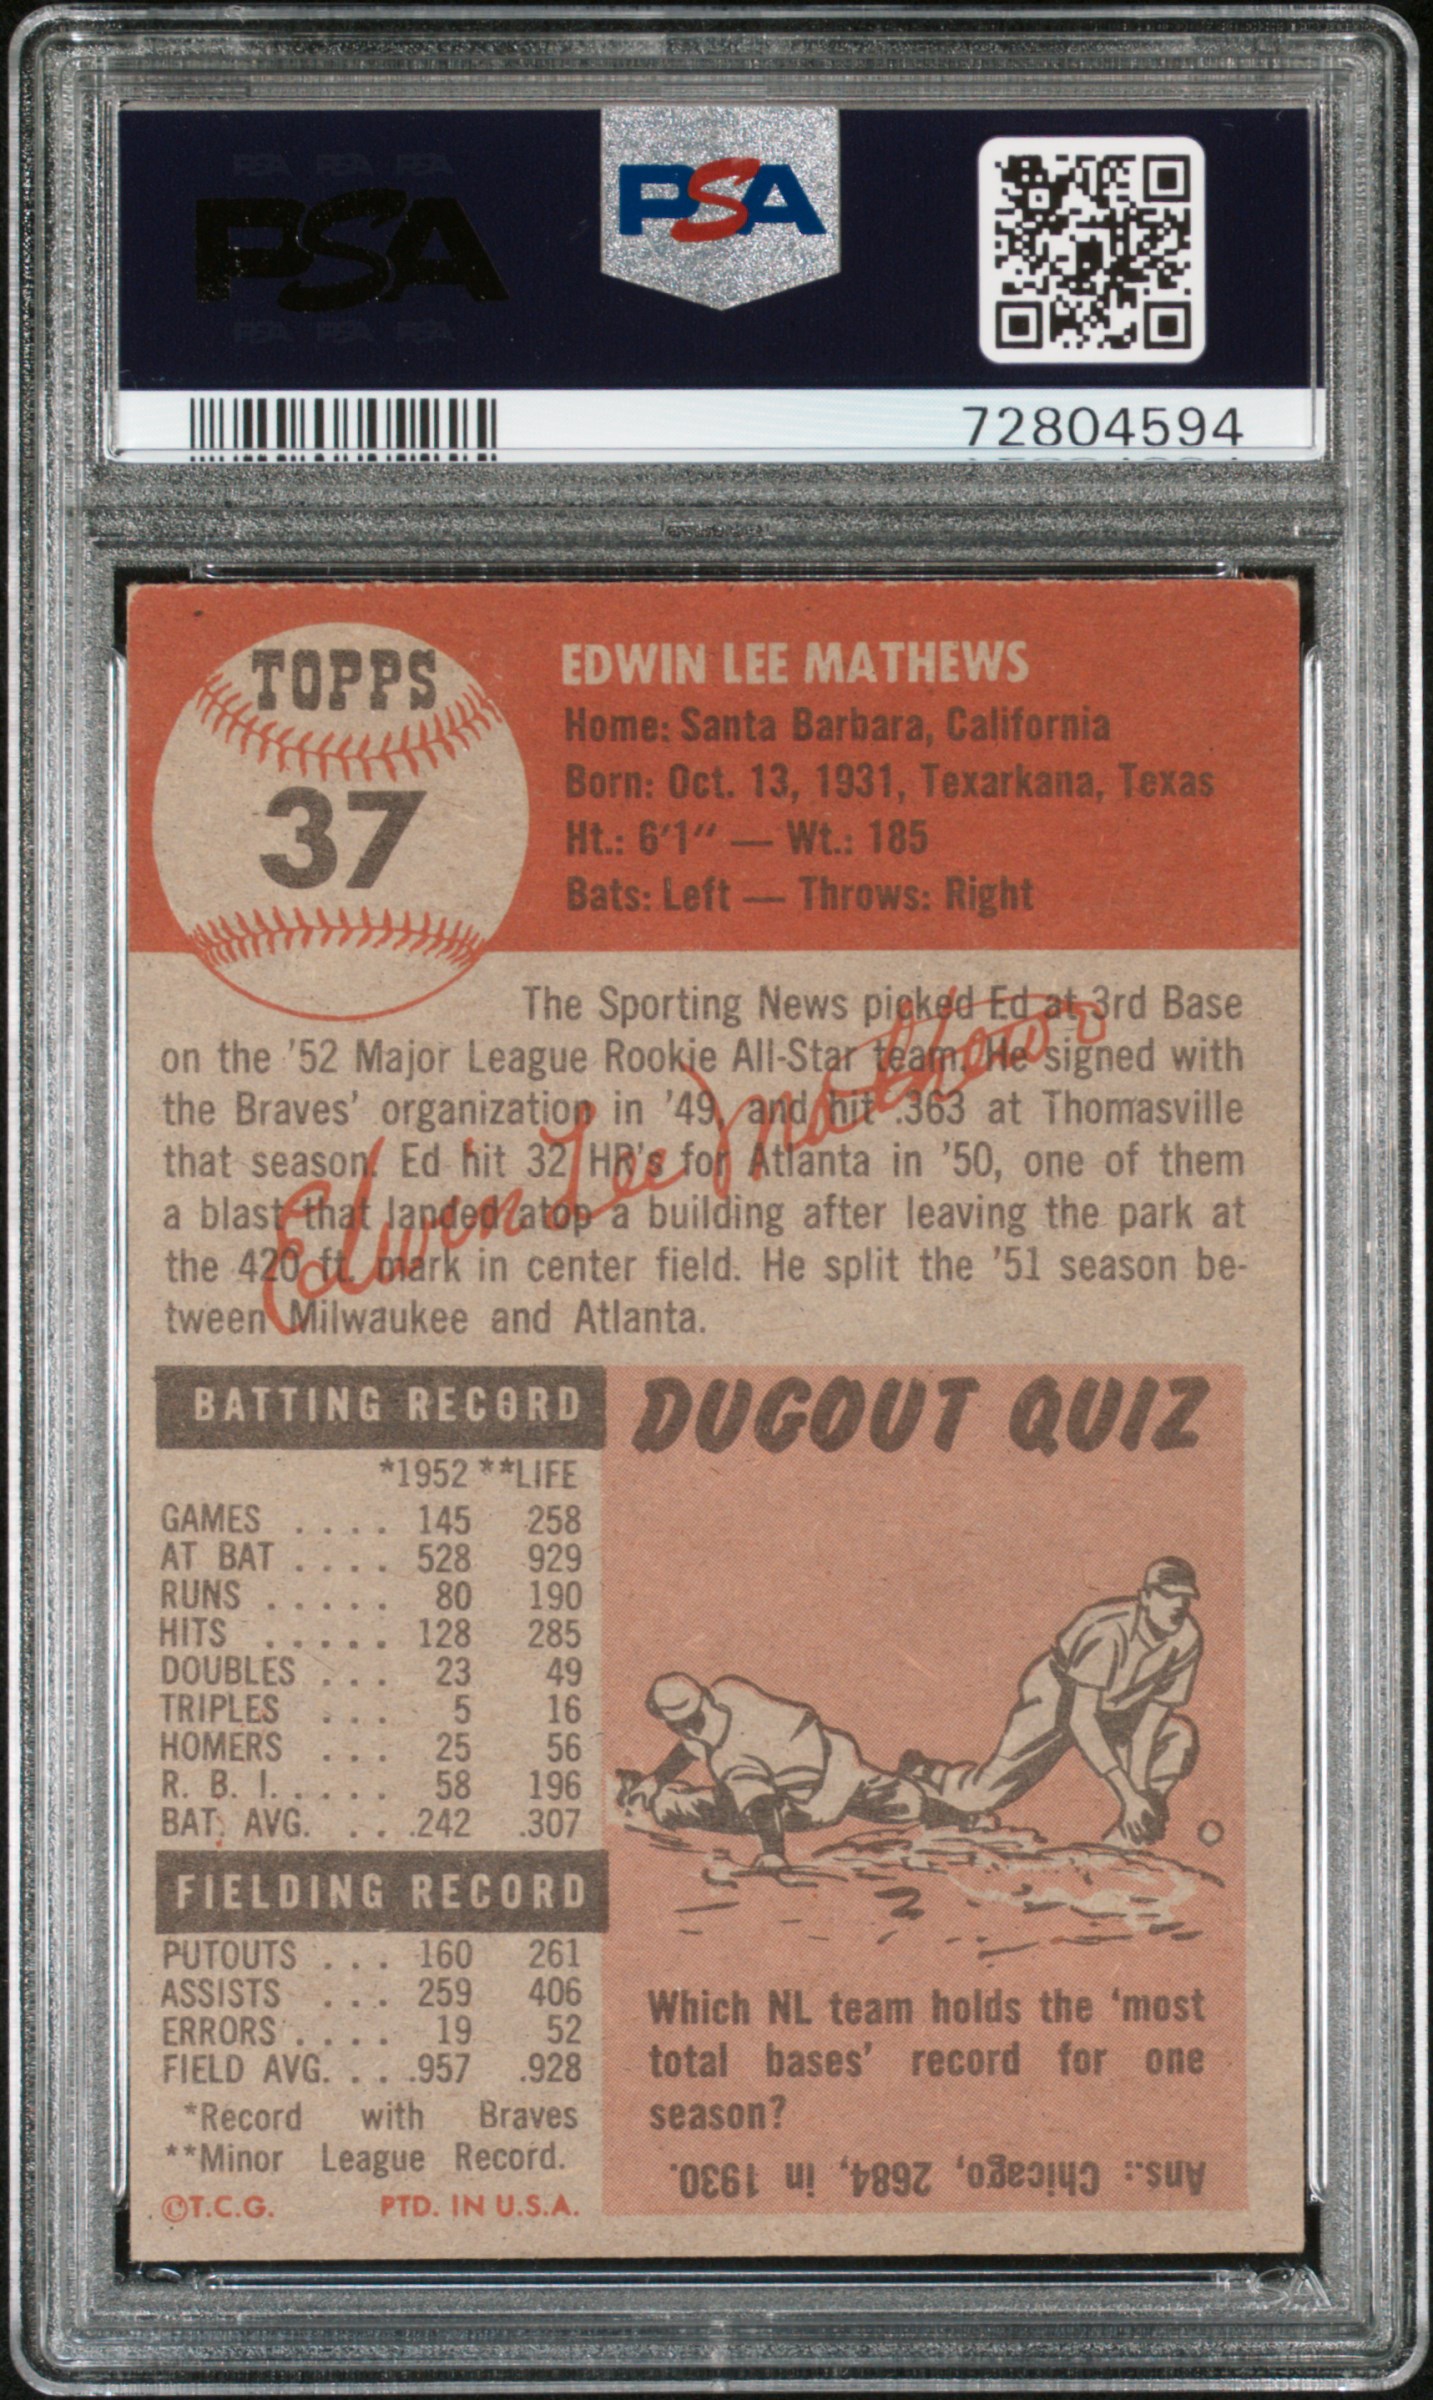 PSA PSA PSA
PSA
PSA PSA PSA
PSA
72804594
TOPPS
37
EDWIN LEE MATHEWS
Home: Santa Barbara, California
Born: Oct. 13, 1931, Texarkana, Texas
Ht.: 6'1" — Wt.: 185
Bats: Left — Throws: Right
The Sporting News picked Ed at 3rd Base
on the '52 Major League Rookie All-Star team. He signed with
the Braves' organization in '49, and hit .363 at Thomasville
that season. Ed hit 32 HR's for Atlanta in '50, one of them
a blast that landed atop a building after leaving the park at
the 420 ft. mark in center field. He split the '51 season be-
tween Milwaukee and Atlanta.
Edwin Lee Mathews
BATTING RECORD
*1952 **LIFE
GAMES .... 145 258
AT BAT .... 528 929
RUNS ..... 80 190
HITS ..... 128 285
DOUBLES ... 23 49
TRIPLES ... 5 16
HOMERS ... 25 56
R. B. I. .... 58 196
BAT. AVG. ... .242 .307
FIELDING RECORD
PUTOUTS ... 160 261
ASSISTS ... 259 406
ERRORS .... 19 52
FIELD AVG. ... .957 .928
*Record with Braves
**Minor League Record.
©T.C.G. PTD. IN U.S.A.
DUGOUT QUIZ
Which NL team holds the 'most
total bases' record for one
season?
Ans.: Chicago, 2684, in 1930.
PSA